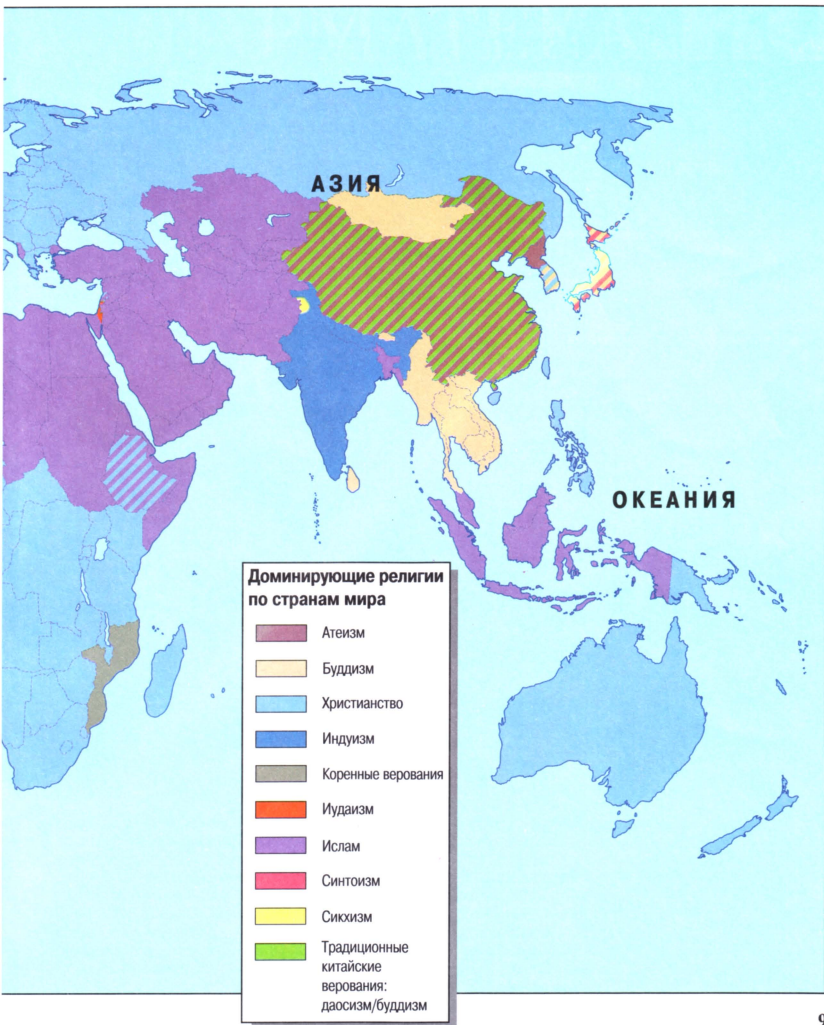 АЗИЯ
ОКЕАНИЯ
Доминирующие религии
по странам мира
Атеизм
Буддизм
Христианство
Индуизм
Коренные верования
Иудаизм
Ислам
Синтоизм
Сикхизм
Традиционные
китайские
верования:
даосизм/буддизм